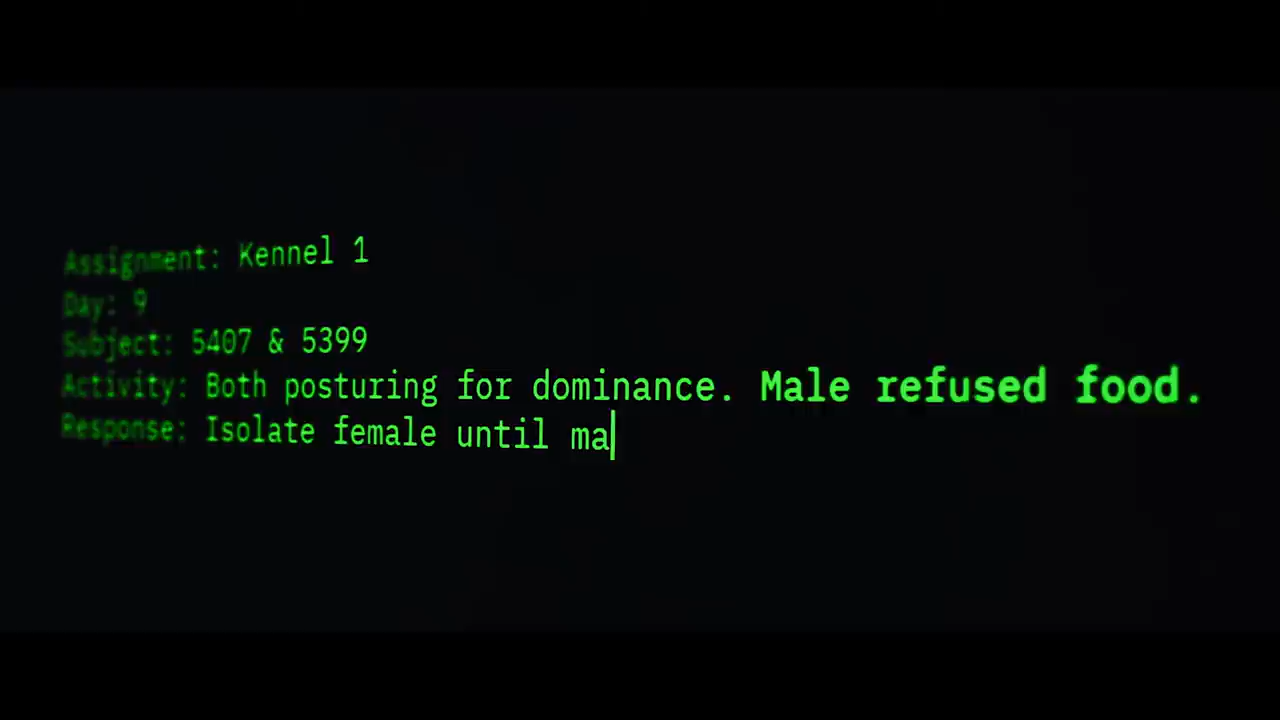 Assignment: Kennel 1
Day: 9
Subject: 5407 & 5399
Activity: Both posturing for dominance. Male refused food.
Response: Isolate female until ma